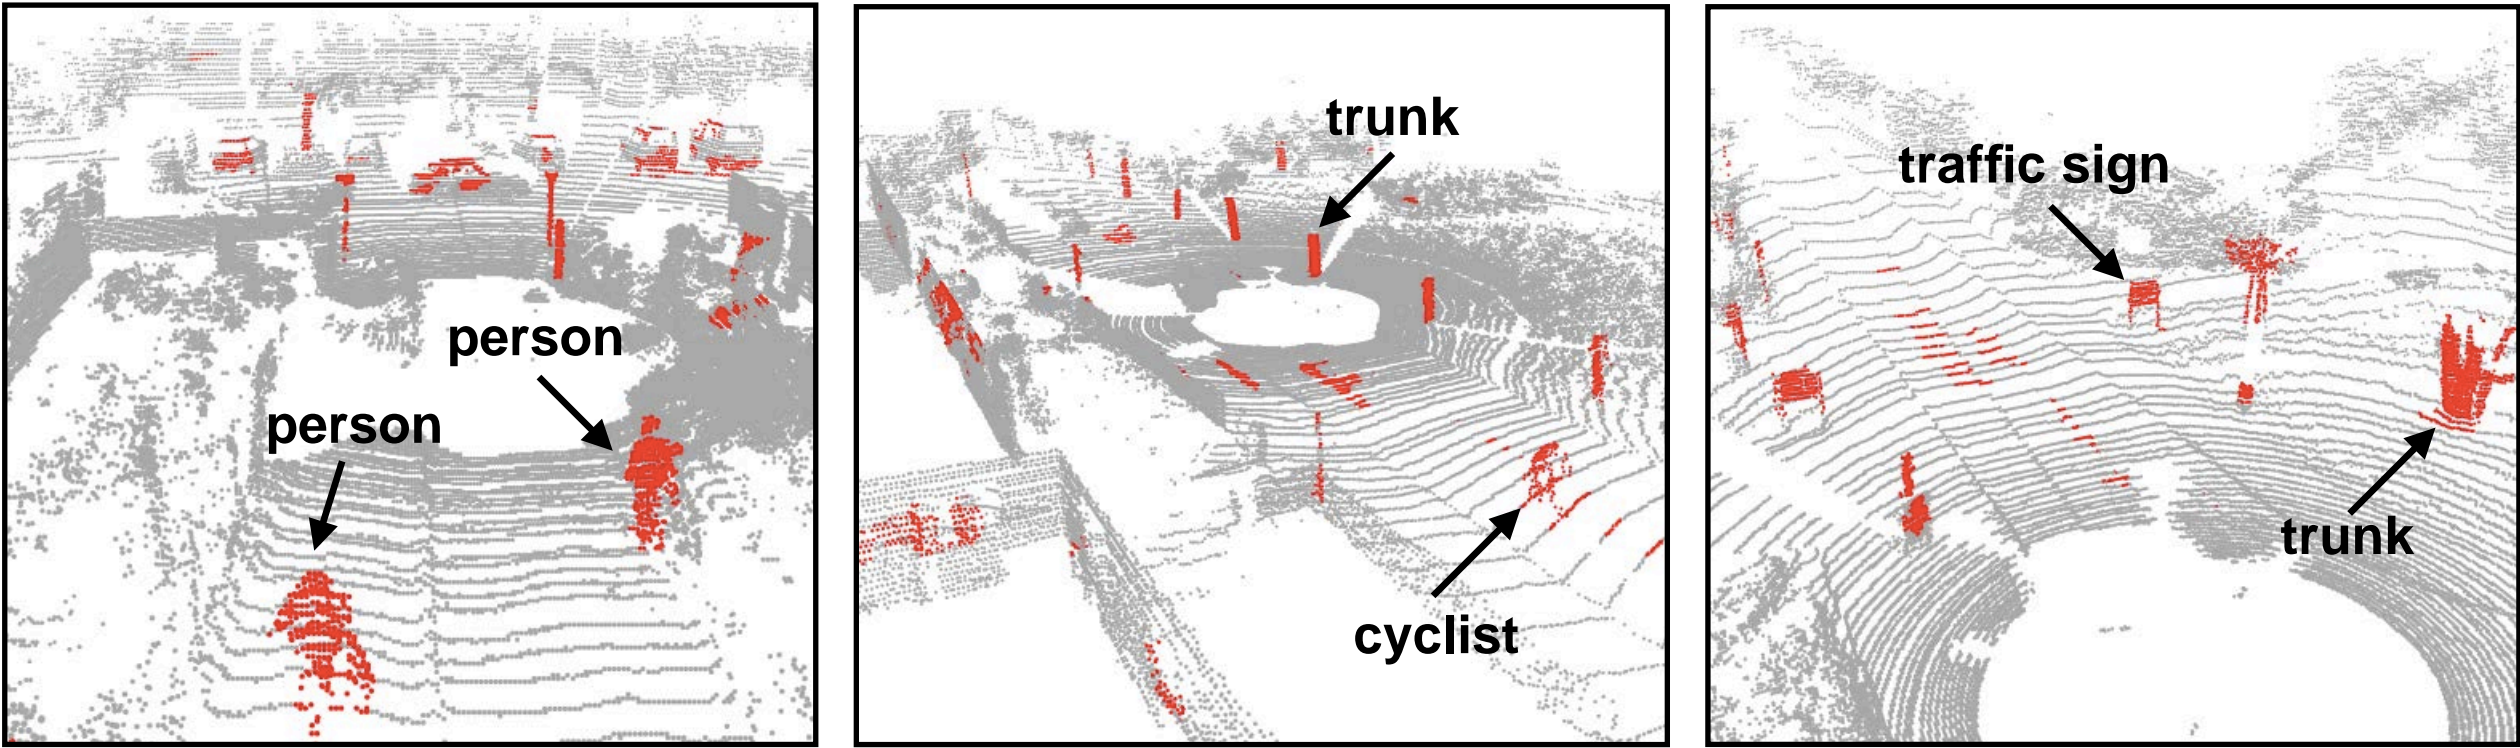 person
person
trunk
cyclist
traffic sign
trunk